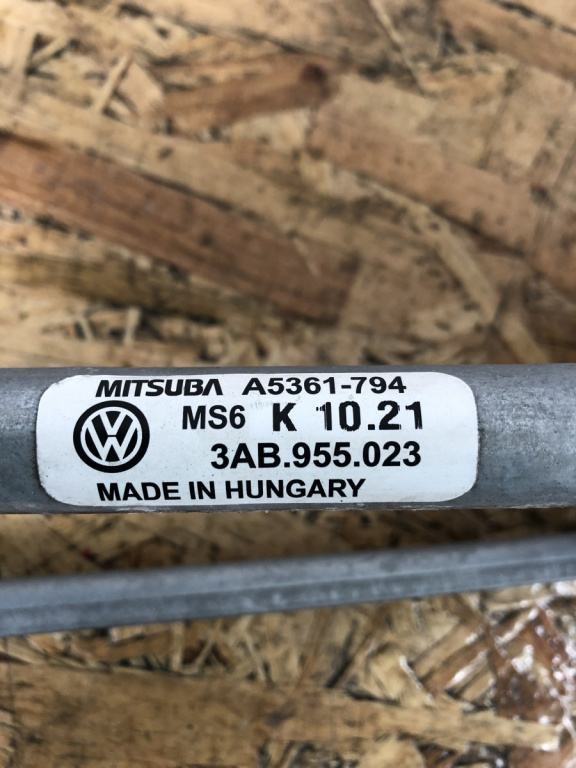 MITSUBA A5361-794
MS6 K 10.21
3AB.955.023
MADE IN HUNGARY